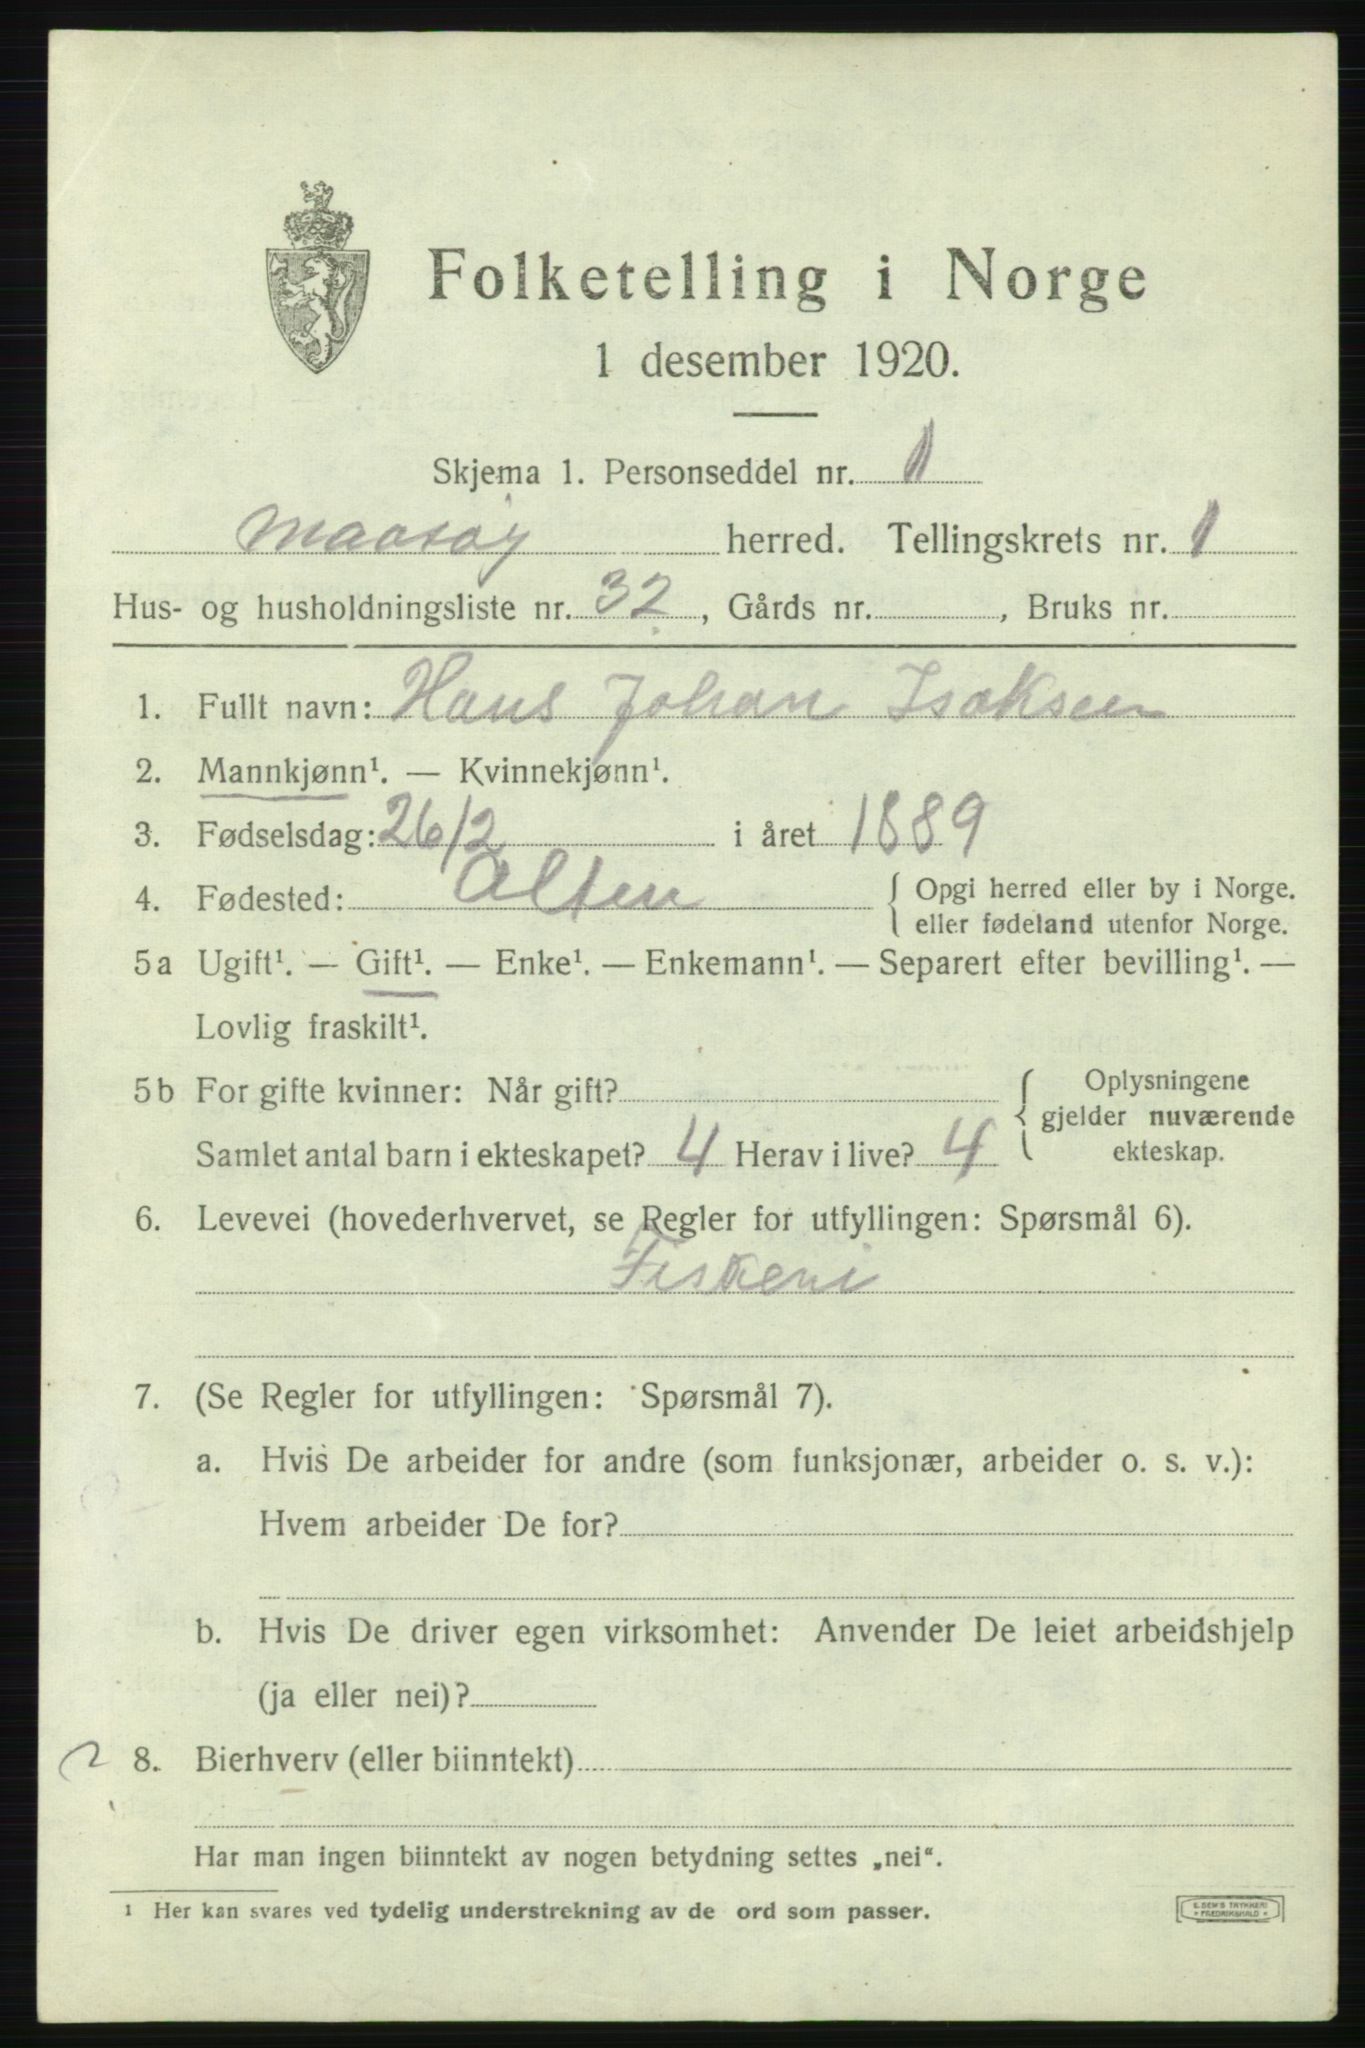 Folketelling i Norge
1 desember 1920.
Skjema 1. Personseddel nr. 1
Maasøy herred. Tellingskrets nr. 1
Hus- og husholdningsliste nr. 32, Gårds nr. , Bruks nr.
1. Fullt navn: Hans Johan Isaksen
2. Mannkjønn¹. — Kvinnekjønn¹.
3. Fødselsdag: 26/2 i året 1889
4. Fødested: Alten { Opgi herred eller by i Norge.
eller fødeland utenfor Norge.
5a Ugift¹. — Gift¹. — Enke¹. — Enkemann¹. — Separert efter bevilling¹. —
Lovlig fraskilt¹.
5b For gifte kvinner: Når gift? { Oplysningene
gjelder nuværende
Samlet antal barn i ekteskapet? 4 Herav i live? 4 ekteskap.
6. Levevei (hovederhvervet, se Regler for utfyllingen: Spørsmål 6).
Fiskeri
7. (Se Regler for utfyllingen: Spørsmål 7).
a. Hvis De arbeider for andre (som funksjonær, arbeider o. s. v.):
Hvem arbeider De for?
b. Hvis De driver egen virksomhet: Anvender De leiet arbeidshjelp
(ja eller nei)?
8. Bierhverv (eller biinntekt)
Har man ingen biinntekt av nogen betydning settes „nei“.
¹ Her kan svares ved tydelig understrekning av de ord som passer.
E. SEM'S TRYKKERI
* FREDRIKSHALD *